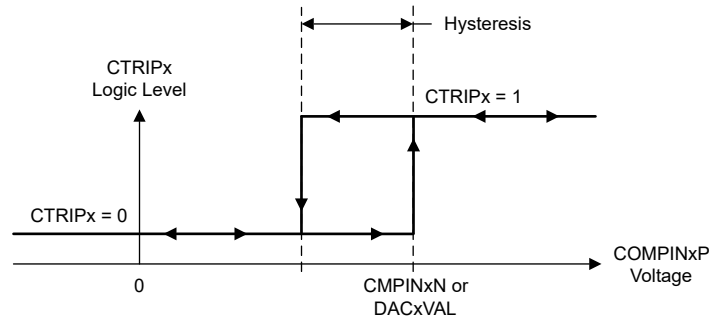 Hysteresis
CTRIPx
Logic Level
CTRIPx = 1
CTRIPx = 0
COMPINxP
Voltage
0
CMPINxN or
DACxVAL